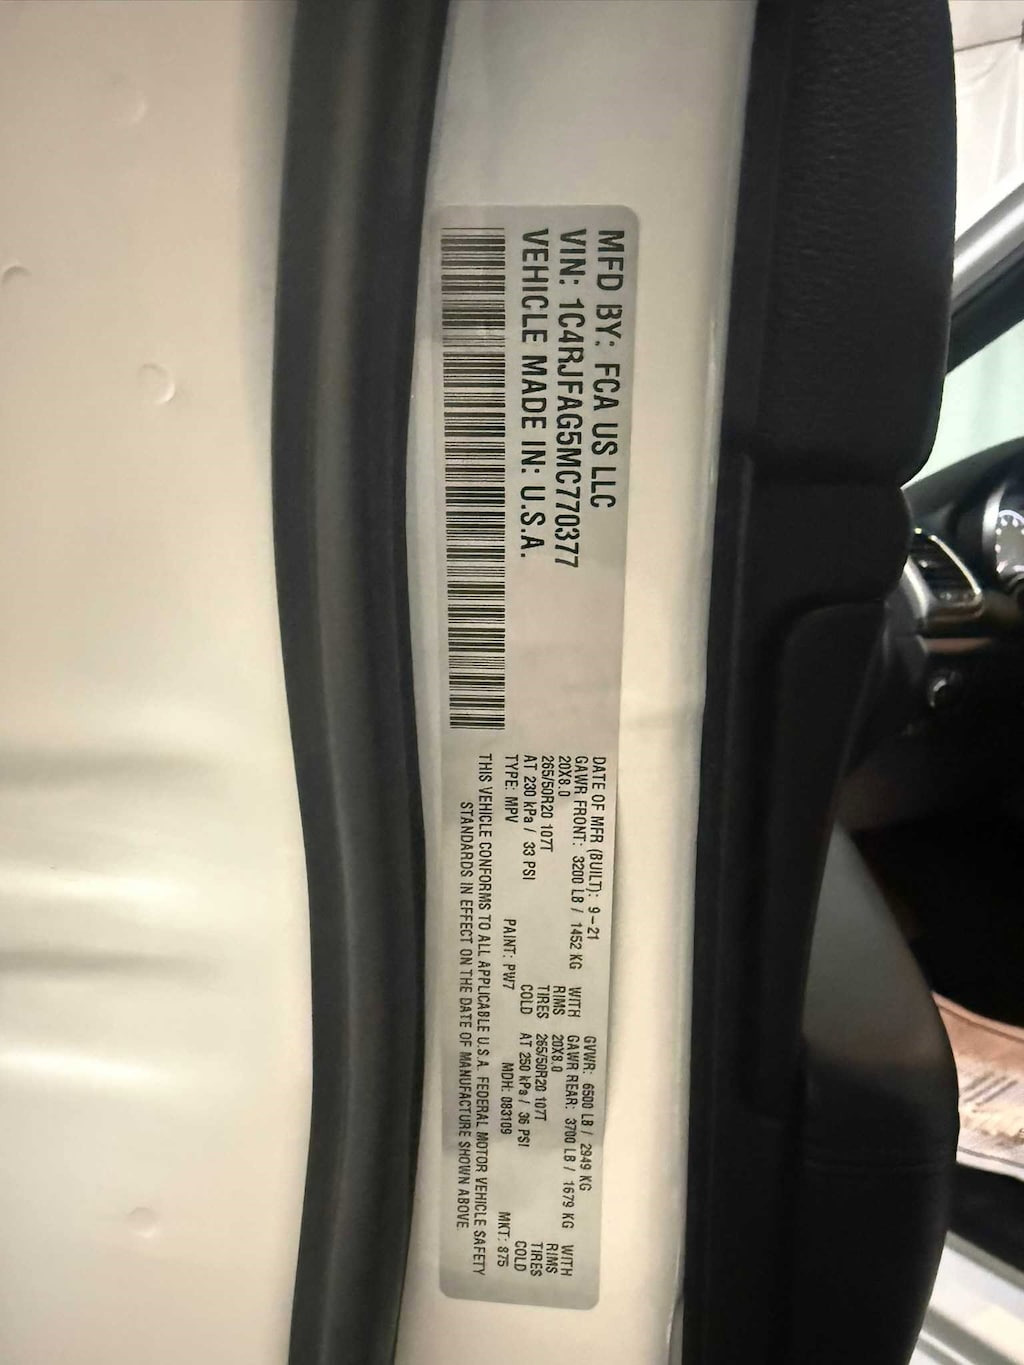 MFD BY: FCA US LLC
VIN: 1C4RJFAG5MC770377
VEHICLE MADE IN: U.S.A.
DATE OF MFR (BUILT): 9-21 GVWR: 6500 LB / 2949 KG
GAWR FRONT: 3200 LB / 1452 KG WITH GAWR REAR: 3700 LB / 1679 KG WITH
20X8.0 RIMS 20X8.0 RIMS
265/50R20 107T TIRES 265/50R20 107T TIRES
AT 230 kPa / 33 PSI COLD AT 250 kPa / 36 PSI COLD
TYPE: MPV PAINT: PW7 MDH: 083109 MKT: 875
THIS VEHICLE CONFORMS TO ALL APPLICABLE U.S.A. FEDERAL MOTOR VEHICLE SAFETY
STANDARDS IN EFFECT ON THE DATE OF MANUFACTURE SHOWN ABOVE.